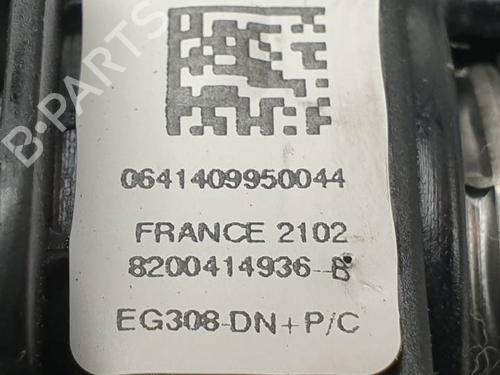 B-PARTS
0641409950044
FRANCE 2102
8200414936-B
EG308-DN+P/C